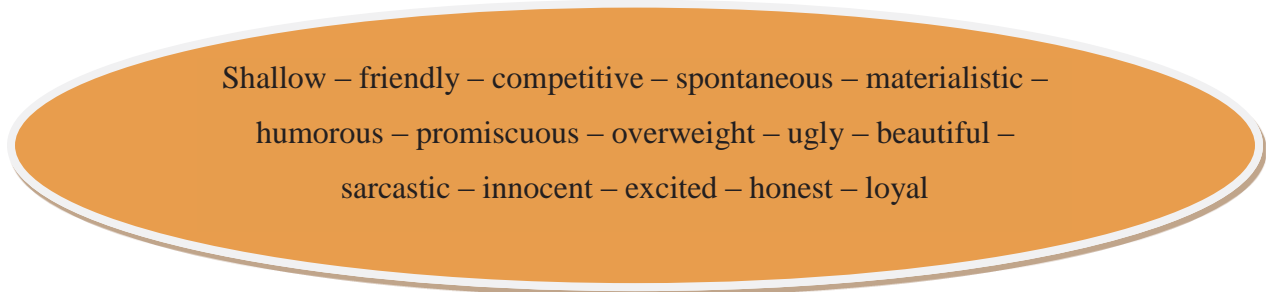 Shallow – friendly – competitive – spontaneous – materialistic –
humorous – promiscuous – overweight – ugly – beautiful –
sarcastic – innocent – excited – honest – loyal